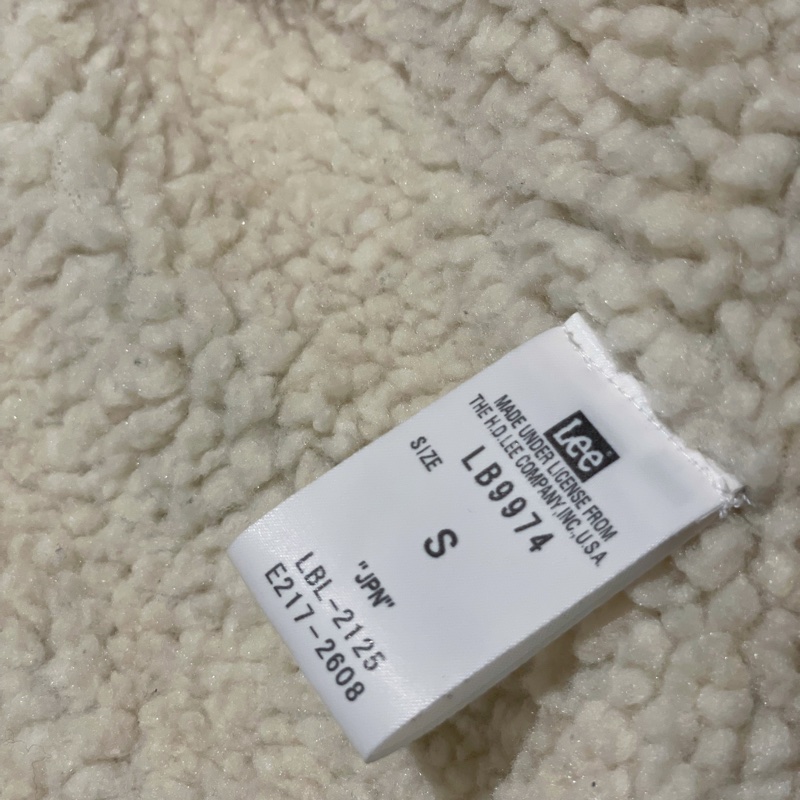 Lee
MADE UNDER LICENSE FROM
THE H.D.LEE COMPANY,INC,U.S.A.
LB9974
SIZE
S
"JPN"
LBL-2125
E217-2608